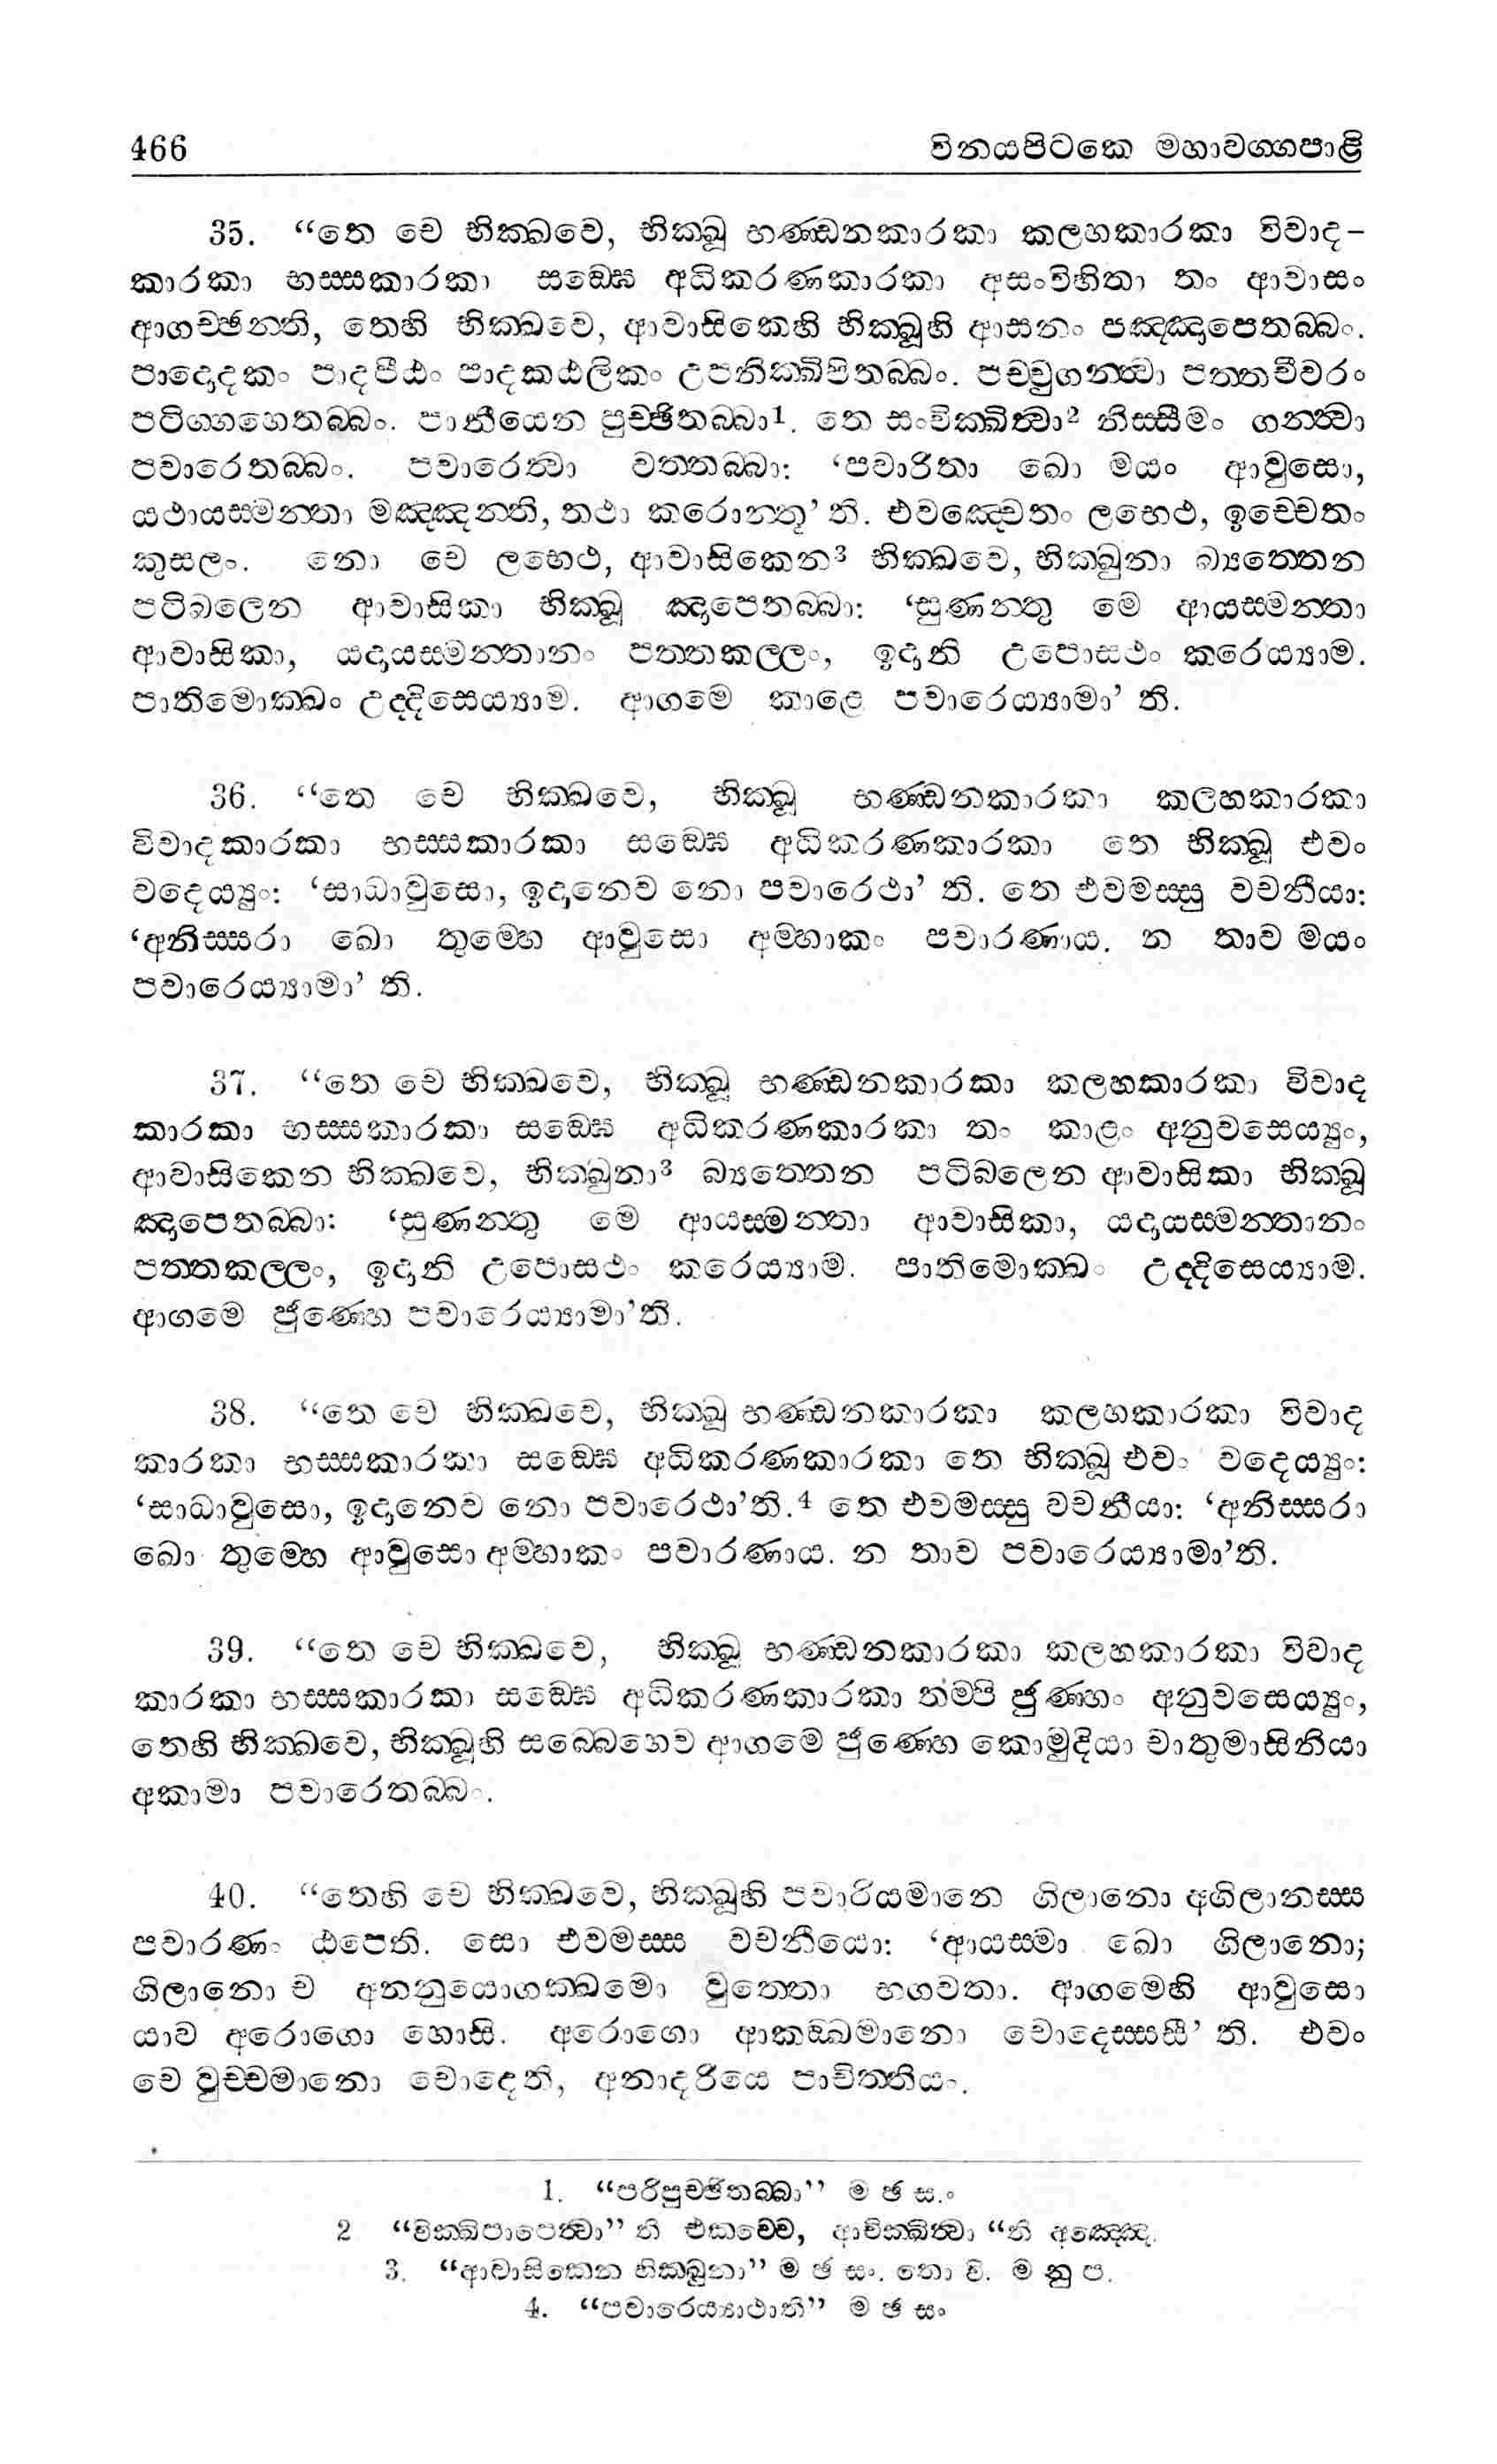 466 විනයපිටකෙ මහාවග්ගපාළි
35. “තෙ චෙ භික්ඛවෙ, භික්ඛූ භණ්ඩනකාරකා කලහකාරකා විවාද-
කාරකා භස්සකාරකා සඞ්ඝෙ අධිකරණකාරකා අසංවිහිතා තං ආවාසං
ආගච්ඡන්ති, තෙහි භික්ඛවෙ, ආවාසිකෙහි භික්ඛූහි ආසනං පඤ්ඤාපෙතබ්බං.
පාදොදකං පාදපීඨං පාදකඨලිකං උපනික්ඛිපිතබ්බං. පච්චුගන්ත්වා පත්තචීවරං
පටිග්ගහෙතබ්බං. පානීයෙන පුච්ඡිතබ්බා1. තෙ සංවික්ඛිත්වා2 නිස්සීමං ගන්ත්වා
පවාරෙතබ්බං. පවාරෙත්වා වත්තබ්බා: ‘පවාරිතා ඛො මයං ආවුසො,
යථායස්මන්තා මඤ්ඤන්ති, තථා කරොන්තූ’ ති. එවඤ්චෙතං ලභෙථ, ඉච්චෙතං
කුසලං. නො චෙ ලභෙථ, ආවාසිකෙන3 භික්ඛවෙ, භික්ඛුනා බ්‍යත්තෙන
පටිබලෙන ආවාසිකා භික්ඛූ ඤාපෙතබ්බා: ‘සුණන්තු මෙ ආයස්මන්තා
ආවාසිකා, යදායස්මන්තානං පත්තකල්ලං, ඉදානි උපොසථං කරෙය්‍යාම.
පාතිමොක්ඛං උද්දිසෙය්‍යාම. ආගමෙ කාළෙ පවාරෙය්‍යාමා’ ති.
36. “තෙ චෙ භික්ඛවෙ, භික්ඛූ භණ්ඩනකාරකා කලහකාරකා
විවාදකාරකා භස්සකාරකා සඞ්ඝෙ අධිකරණකාරකා තෙ භික්ඛූ එවං
වදෙය්‍යුං: ‘සාධාවුසො, ඉදානෙව නො පවාරෙථා’ ති. තෙ එවමස්සු වචනීයා:
‘අනිස්සරා ඛො තුම්හෙ ආවුසො අම්හාකං පවාරණාය. න තාව මයං
පවාරෙය්‍යාමා’ ති.
37. “තෙ චෙ භික්ඛවෙ, භික්ඛූ භණ්ඩනකාරකා කලහකාරකා විවාද
කාරකා භස්සකාරකා සඞ්ඝෙ අධිකරණකාරකා තං කාළං අනුවසෙය්‍යුං,
ආවාසිකෙන භික්ඛවෙ, භික්ඛුනා3 බ්‍යත්තෙන පටිබලෙන ආවාසිකා භික්ඛූ
ඤාපෙතබ්බා: ‘සුණන්තු මෙ ආයස්මන්තා ආවාසිකා, යදායස්මන්තානං
පත්තකල්ලං, ඉදානි උපොසථං කරෙය්‍යාම. පාතිමොක්ඛං උද්දිසෙය්‍යාම.
ආගමෙ ජුණ්හෙ පවාරෙය්‍යාමා’ති.
38. “තෙ චෙ භික්ඛවෙ, භික්ඛූ භණ්ඩනකාරකා කලහකාරකා විවාද
කාරකා භස්සකාරකා සඞ්ඝෙ අධිකරණකාරකා තෙ භික්ඛූ එවං වදෙය්‍යුං:
‘සාධාවුසො, ඉදානෙව නො පවාරෙථා’ති.4 තෙ එවමස්සු වචනීයා: ‘අනිස්සරා
ඛො තුම්හෙ ආවුසො අම්හාකං පවාරණාය. න තාව පවාරෙය්‍යාමා’ති.
39. “තෙ චෙ භික්ඛවෙ, භික්ඛූ භණ්ඩනකාරකා කලහකාරකා විවාද
කාරකා භස්සකාරකා සඞ්ඝෙ අධිකරණකාරකා තම්පි ජුණ්හං අනුවසෙය්‍යුං,
තෙහි භික්ඛවෙ, භික්ඛූහි සබ්බෙහෙව ආගමෙ ජුණ්හෙ කොමුදියා චාතුමාසිනියා
අකාමා පවාරෙතබ්බං.
40. “තෙහි චෙ භික්ඛවෙ, භික්ඛූහි පවාරියමානෙ ගිලානො අගිලානස්ස
පවාරණං ඨපෙති. සො එවමස්ස වචනීයො: ‘ආයස්මා ඛො ගිලානො;
ගිලානො ච අනනුයොගක්ඛමො වුත්තො භගවතා. ආගමෙහි ආවුසො
යාව අරොගො හොසි. අරොගො ආකඞ්ඛමානො චොදෙස්සසී’ ති. එවං
චෙ වුච්චමානො චොදෙති, අනාදරියෙ පාචිත්තියං.
1. “පරිපුච්ඡිතබ්බා” ම ඡ ස.ං
2 “වික්ඛිපාපෙත්වා” ති එකච්චෙ, ආචික්ඛිත්වා “ති අඤ්ඤෙ.
3. “ආවාසිකෙන භික්ඛුනා” ම ඡ සං. තො වි. ම නු ප.
4. “පවාරෙය්‍යාථාති” ම ඡ සං